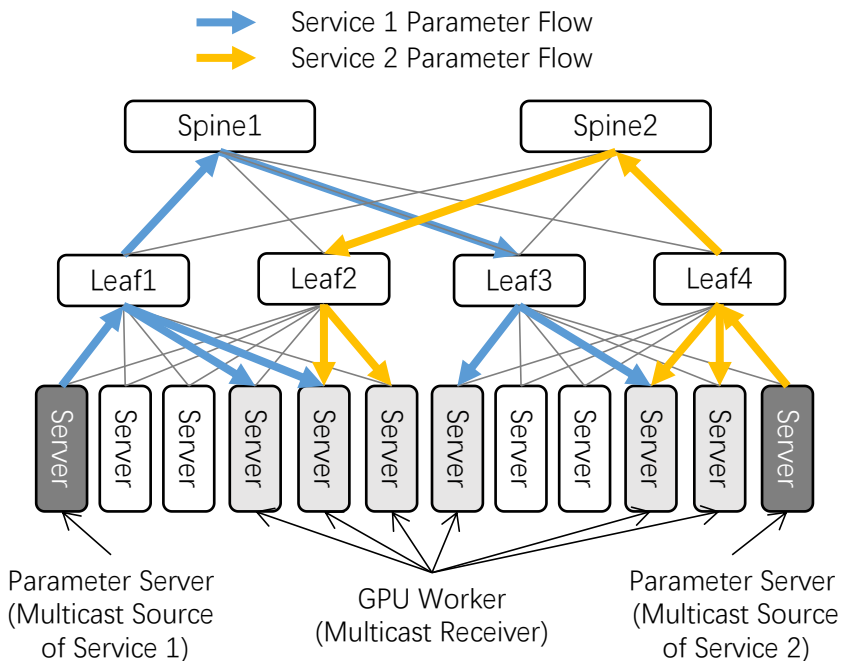 Service 1 Parameter Flow
Service 2 Parameter Flow
Spine1
Spine2
Leaf1
Leaf2
Leaf3
Leaf4
Server
Server
Server
Server
Server
Server
Server
Server
Server
Server
Server
Server
Parameter Server
(Multicast Source
of Service 1)
GPU Worker
(Multicast Receiver)
Parameter Server
(Multicast Source
of Service 2)